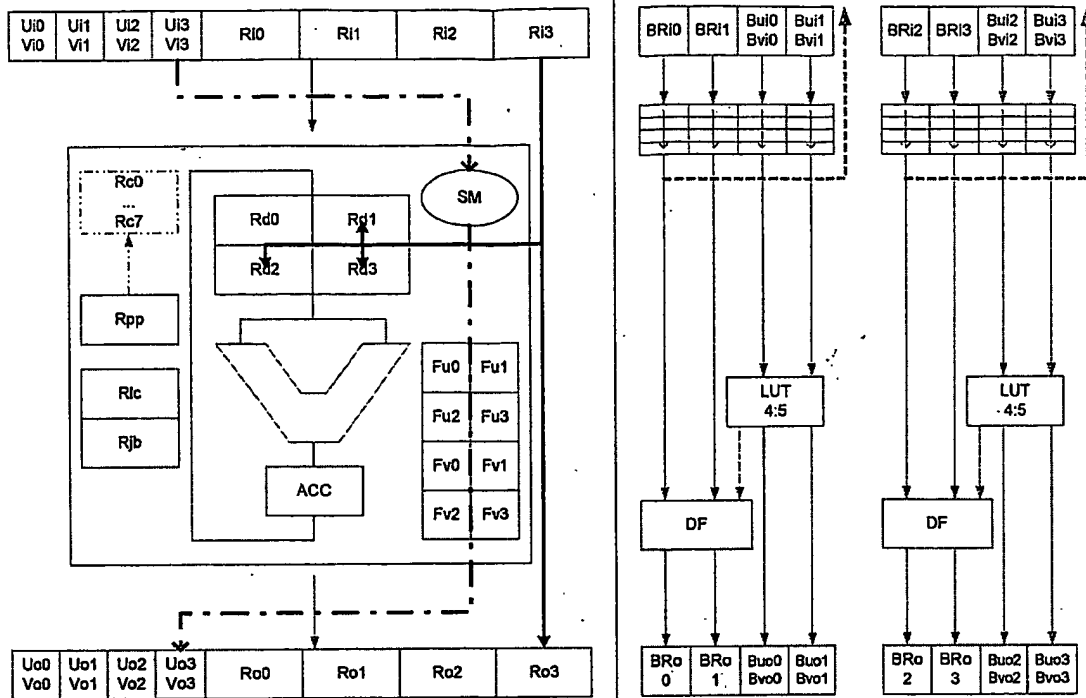 Ui0 Ui1 Ui2 Ui3 Ri0 Ri1 Ri2 Ri3
Vi0 Vi1 Vi2 Vi3
Rc0
...
Rc7
Rd0 Rd1
SM
Rd2 Rd3
Rpp
Rlc
Rjb
Fu0 Fu1
Fu2 Fu3
Fv0 Fv1
Fv2 Fv3
ACC
Uo0 Uo1 Uo2 Uo3 Ro0 Ro1 Ro2 Ro3
Vo0 Vo1 Vo2 Vo3
BRi0 BRi1 Bui0 Bui1
Bvi0 Bvi1
LUT
4:5
DF
BRo BRo Buo0 Buo1
0 1 Bvo0 Bvo1
BRi2 BRi3 Bui2 Bui3
Bvi2 Bvi3
LUT
4:5
DF
BRo BRo Buo2 Buo3
2 3 Bvo2 Bvo3